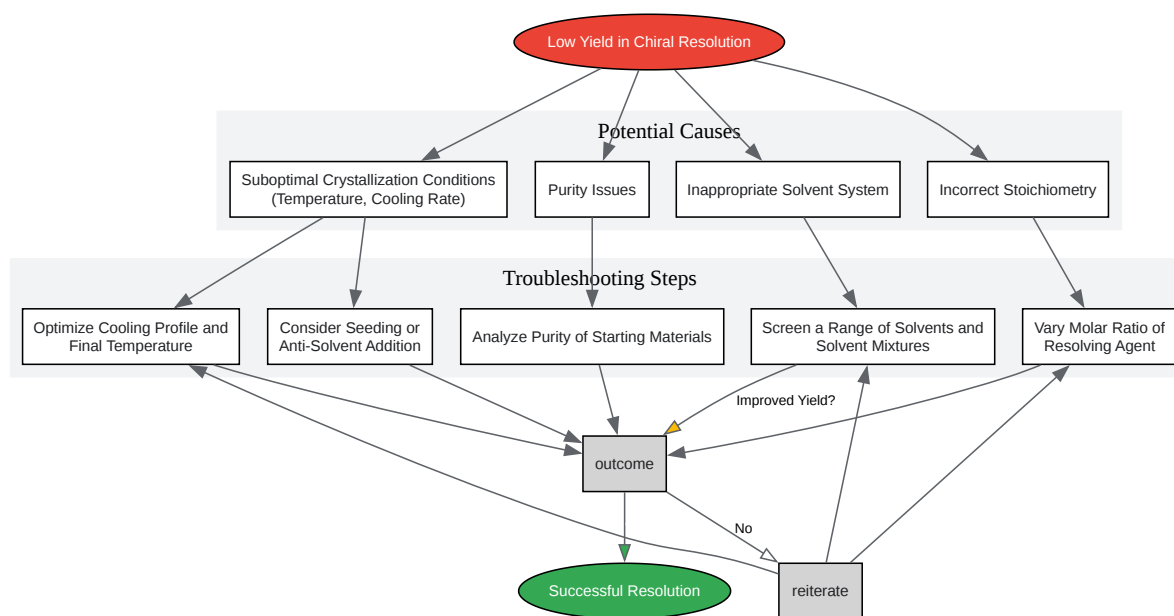 Low Yield in Chiral Resolution
Potential Causes
Suboptimal Crystallization Conditions
(Temperature, Cooling Rate)
Purity Issues
Inappropriate Solvent System
Incorrect Stoichiometry
Troubleshooting Steps
Optimize Cooling Profile and
Final Temperature
Consider Seeding or
Anti-Solvent Addition
Analyze Purity of Starting Materials
Screen a Range of Solvents and
Solvent Mixtures
Vary Molar Ratio of
Resolving Agent
Improved Yield?
outcome
No
Successful Resolution
reiterate